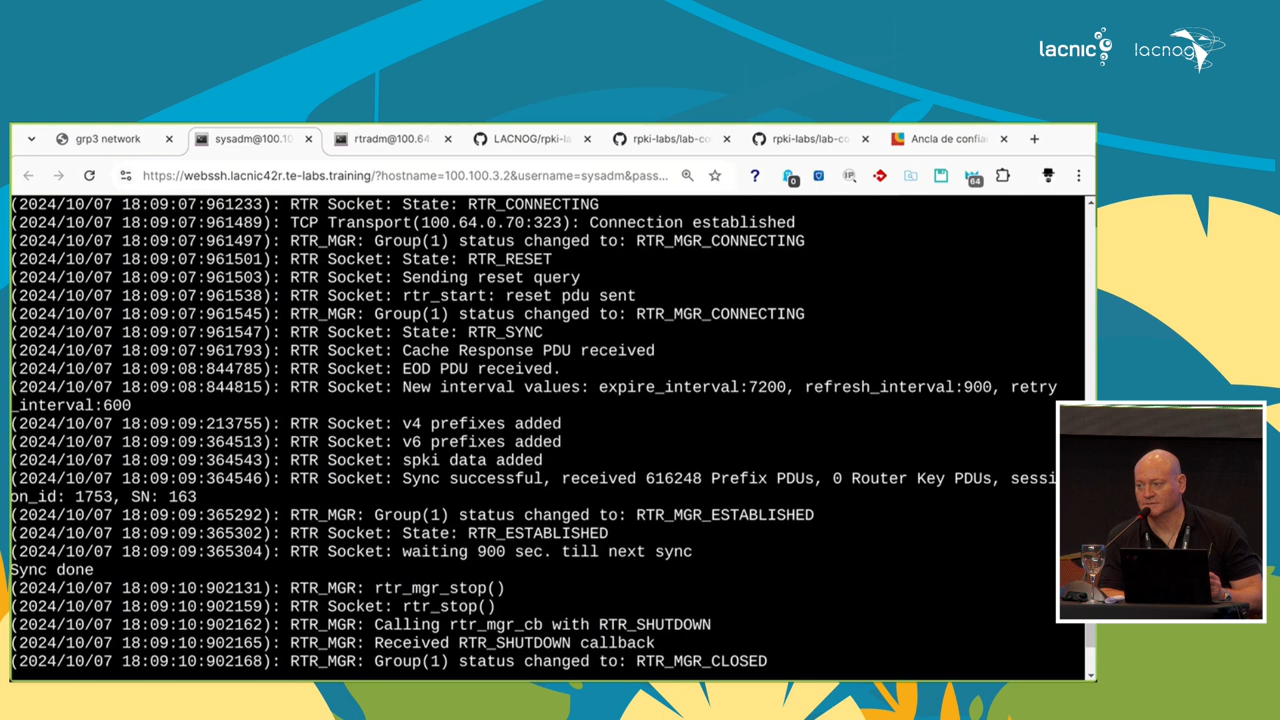 lacnic
lacnog
grp3 network
sysadm@100.10
rtradm@100.64.
LACNOG/rpki-la
rpki-labs/lab-co
rpki-labs/lab-co
Ancla de confia
https://webssh.lacnic42r.te-labs.training/?hostname=100.100.3.2&username=sysadm&pass...
?
0
IP
64
(2024/10/07 18:09:07:961233): RTR Socket: State: RTR_CONNECTING
(2024/10/07 18:09:07:961489): TCP Transport(100.64.0.70:323): Connection established
(2024/10/07 18:09:07:961497): RTR_MGR: Group(1) status changed to: RTR_MGR_CONNECTING
(2024/10/07 18:09:07:961501): RTR Socket: State: RTR_RESET
(2024/10/07 18:09:07:961503): RTR Socket: Sending reset query
(2024/10/07 18:09:07:961538): RTR Socket: rtr_start: reset pdu sent
(2024/10/07 18:09:07:961545): RTR_MGR: Group(1) status changed to: RTR_MGR_CONNECTING
(2024/10/07 18:09:07:961547): RTR Socket: State: RTR_SYNC
(2024/10/07 18:09:07:961793): RTR Socket: Cache Response PDU received
(2024/10/07 18:09:08:844785): RTR Socket: EOD PDU received.
(2024/10/07 18:09:08:844815): RTR Socket: New interval values: expire_interval:7200, refresh_interval:900, retry
_interval:600
(2024/10/07 18:09:09:213755): RTR Socket: v4 prefixes added
(2024/10/07 18:09:09:364513): RTR Socket: v6 prefixes added
(2024/10/07 18:09:09:364543): RTR Socket: spki data added
(2024/10/07 18:09:09:364546): RTR Socket: Sync successful, received 616248 Prefix PDUs, 0 Router Key PDUs, sessi
on_id: 1753, SN: 163
(2024/10/07 18:09:09:365292): RTR_MGR: Group(1) status changed to: RTR_MGR_ESTABLISHED
(2024/10/07 18:09:09:365302): RTR Socket: State: RTR_ESTABLISHED
(2024/10/07 18:09:09:365304): RTR Socket: waiting 900 sec. till next sync
Sync done
(2024/10/07 18:09:10:902131): RTR_MGR: rtr_mgr_stop()
(2024/10/07 18:09:10:902159): RTR Socket: rtr_stop()
(2024/10/07 18:09:10:902162): RTR_MGR: Calling rtr_mgr_cb with RTR_SHUTDOWN
(2024/10/07 18:09:10:902165): RTR_MGR: Received RTR_SHUTDOWN callback
(2024/10/07 18:09:10:902168): RTR_MGR: Group(1) status changed to: RTR_MGR_CLOSED